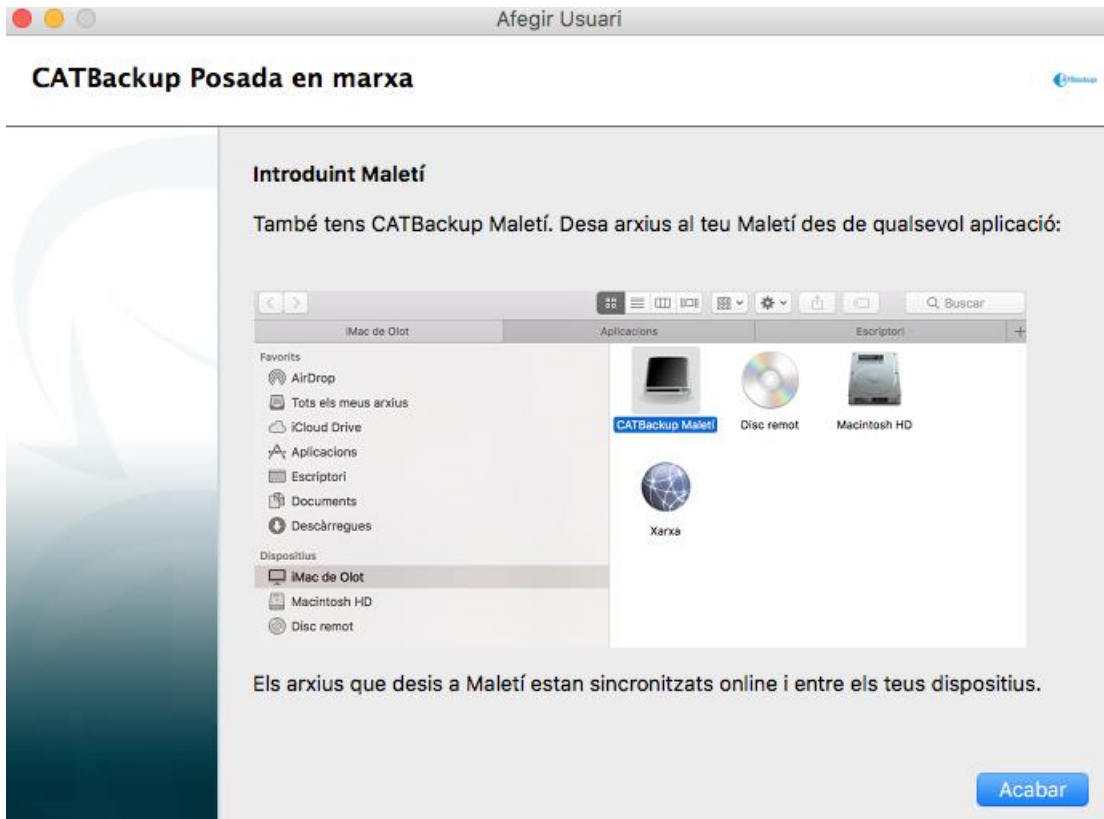 Afegir Usuari
CATBackup Posada en marxa
CATBackup
Introduint Maletí
També tens CATBackup Maletí. Desa arxius al teu Maletí des de qualsevol aplicació:
Buscar
iMac de Olot
Aplicacions
Escriptori
+
Favorits
AirDrop
Tots els meus arxius
iCloud Drive
Aplicacions
Escriptori
Documents
Descàrregues
Dispositius
iMac de Olot
Macintosh HD
Disc remot
CATBackup Maletí
Disc remot
Macintosh HD
Xarxa
Els arxius que desis a Maletí estan sincronitzats online i entre els teus dispositius.
Acabar